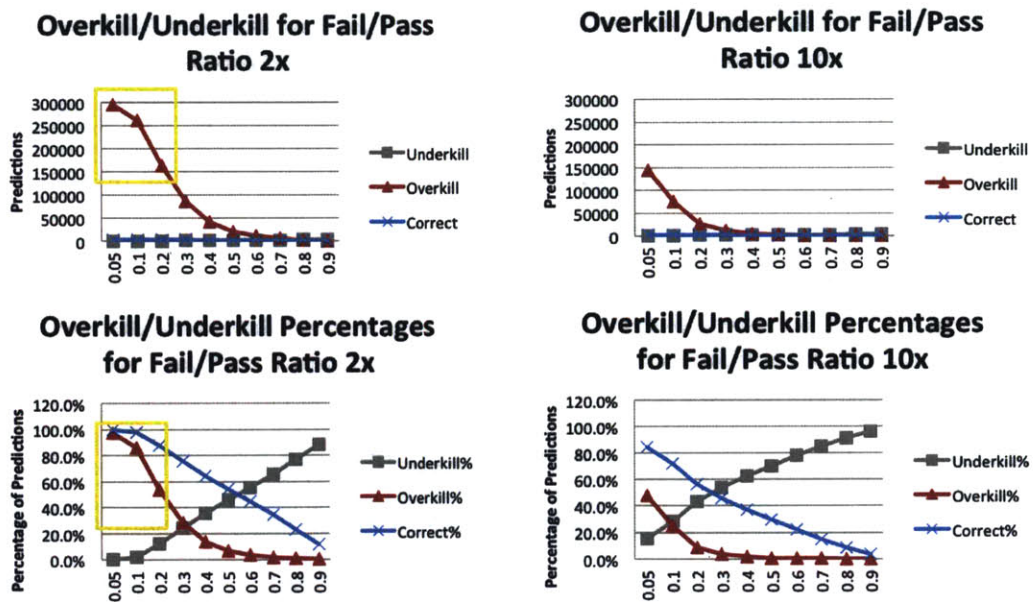 Overkill/Underkill for Fail/Pass
Ratio 2x
300000
250000
200000
150000
100000
50000
0
Predictions
0.05
0.1
0.2
0.3
0.4
0.5
0.6
0.7
0.8
0.9
Underkill
Overkill
Correct
Overkill/Underkill for Fail/Pass
Ratio 10x
300000
250000
200000
150000
100000
50000
0
Predictions
0.05
0.1
0.2
0.3
0.4
0.5
0.6
0.7
0.8
0.9
Underkill
Overkill
Correct
Overkill/Underkill Percentages
for Fail/Pass Ratio 2x
120.0%
100.0%
80.0%
60.0%
40.0%
20.0%
0.0%
Percentage of Predictions
0.05
0.1
0.2
0.3
0.4
0.5
0.6
0.7
0.8
0.9
Underkill%
Overkill%
Correct%
Overkill/Underkill Percentages
for Fail/Pass Ratio 10x
120.0%
100.0%
80.0%
60.0%
40.0%
20.0%
0.0%
Percentage of Predictions
0.05
0.1
0.2
0.3
0.4
0.5
0.6
0.7
0.8
0.9
Underkill%
Overkill%
Correct%